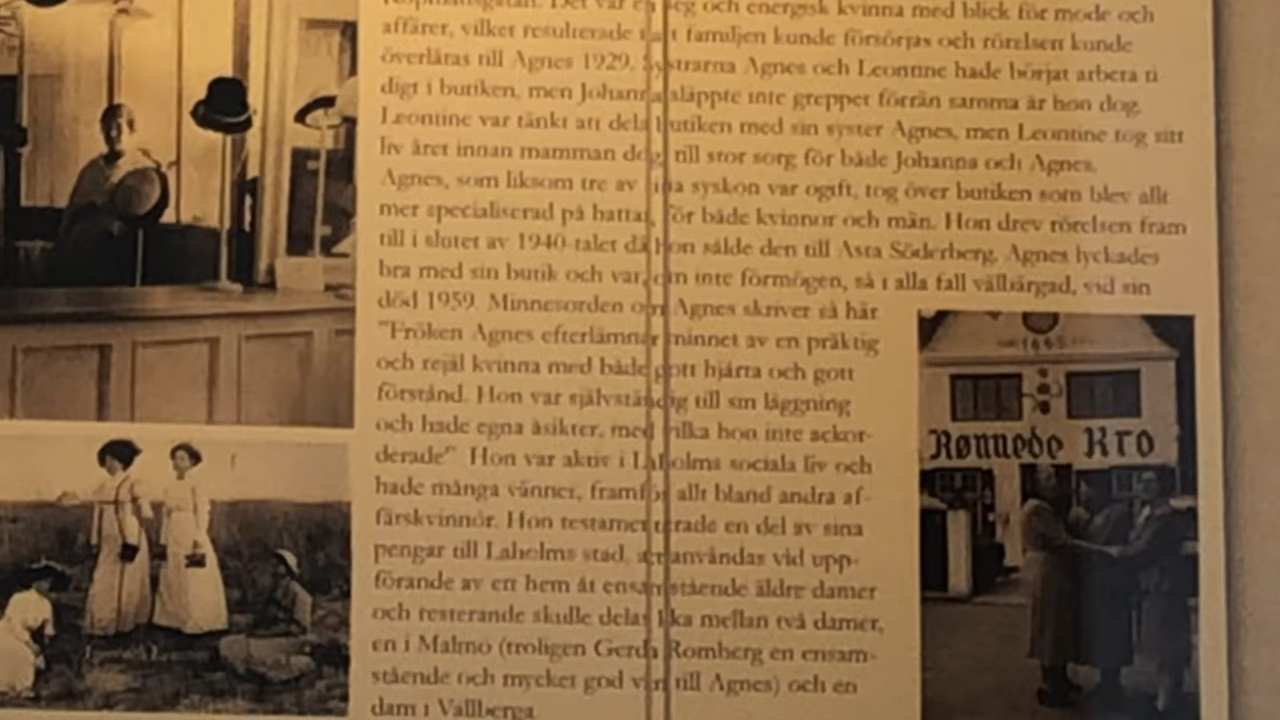 Köpmansgatan. Det var en seg och energisk kvinna med blick för mode och
affärer, vilket resulterade i att familjen kunde försörjas och rörelsen kunde
överlåtas till Agnes 1929. Systrarna Agnes och Leontine hade börjat arbeta ti
digt i butiken, men Johanna släppte inte greppet förrän samma år hon dog.
Leontine var tänkt att dela butiken med sin syster Agnes, men Leontine tog sitt
liv året innan mamman dog, till stor sorg för både Johanna och Agnes.
Agnes, som liksom tre av sina syskon var ogift, tog över butiken som blev allt
mer specialiserad på hattar, för både kvinnor och män. Hon drev rörelsen fram
till i slutet av 1940-talet då hon sålde den till Asta Söderberg. Agnes lyckades
bra med sin butik och var, om inte förmögen, så i alla fall välbärgad, vid sin
död 1959. Minnesorden om Agnes skriver så här
"Fröken Agnes efterlämnar minnet av en präktig
och rejäl kvinna med både gott hjärta och gott
förstånd. Hon var självständig till sin läggning
och hade egna åsikter, med vilka hon inte ackor-
derade" Hon var aktiv i Laholms sociala liv och
hade många vänner, framför allt bland andra af-
färskvinnor. Hon testamenterade en del av sina
pengar till Laholms stad, att användas vid upp-
förande av ett hem åt ensamstående äldre damer
och resterande skulle delas lika mellan två damer,
en i Malmö (troligen Gerda Romberg en ensam-
stående och mycket god vän till Agnes) och en
dam i Vallberga
Rønnede Kro